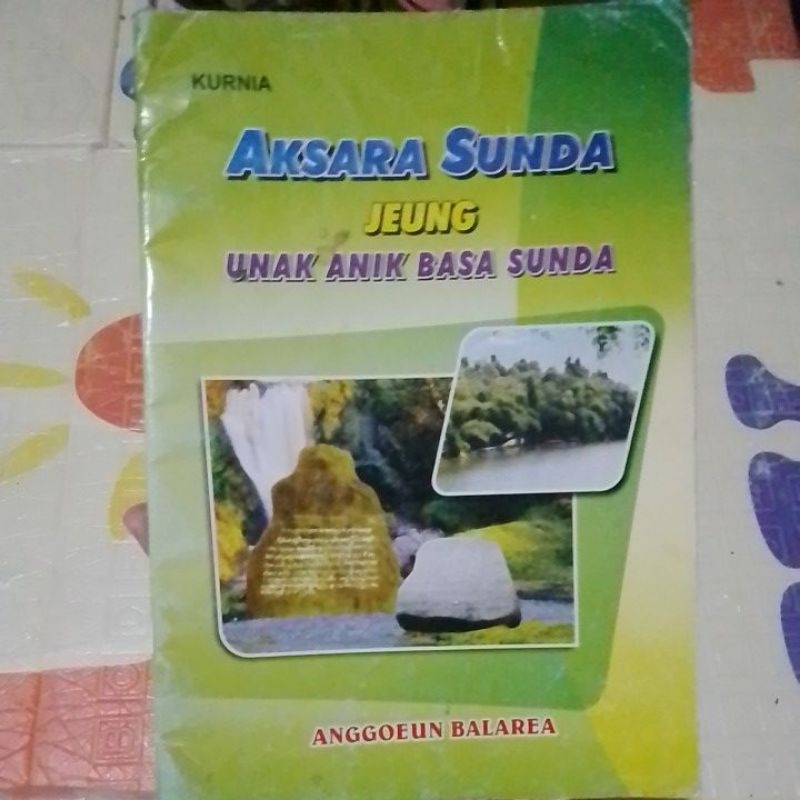 KURNIA
AKSARA SUNDA
JEUNG
UNAK ANIK BASA SUNDA
ANGGOEUN BALAREA